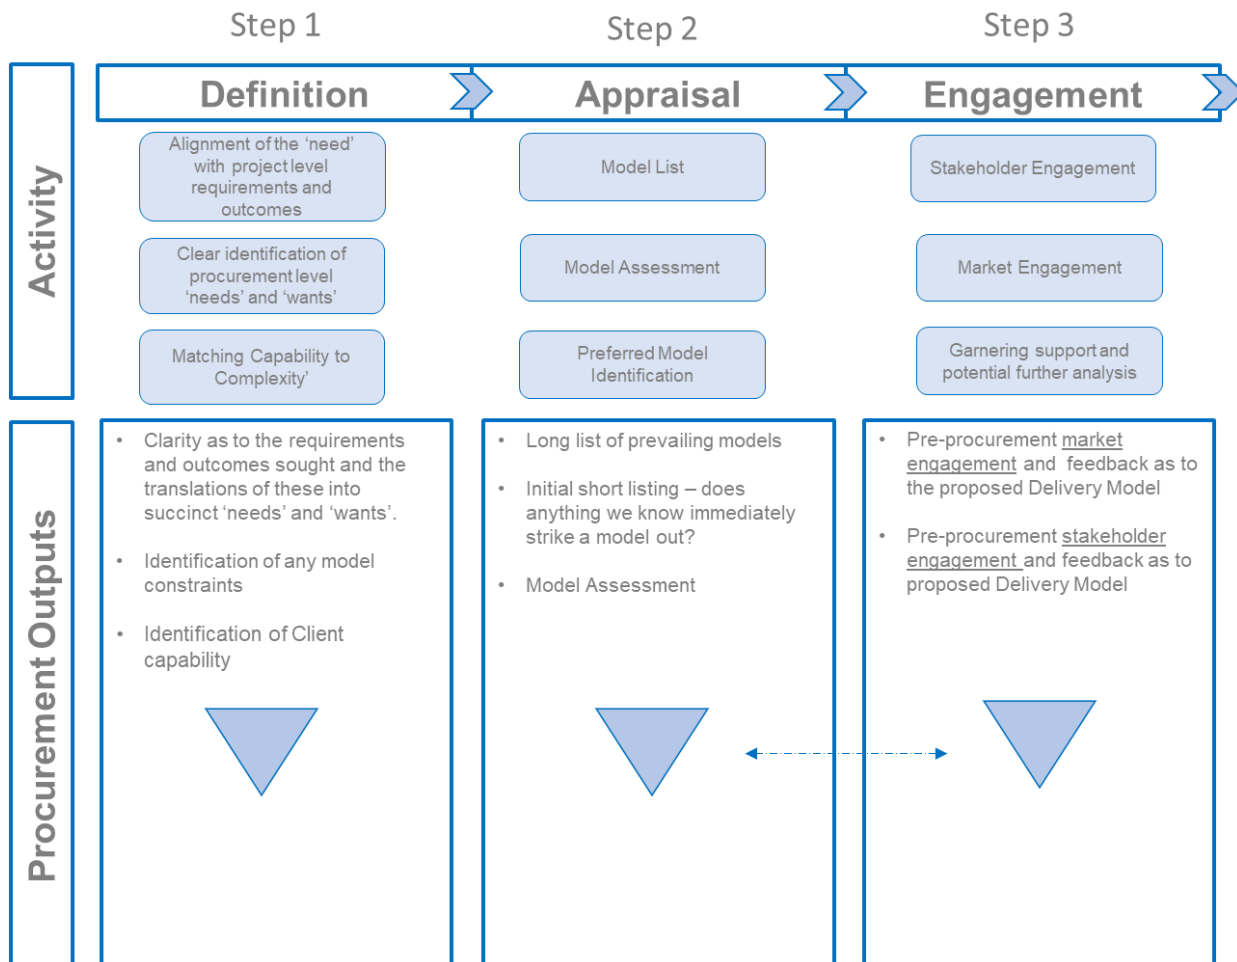 Step 1
Step 2
Step 3
Activity
Definition
Appraisal
Engagement
Alignment of the ‘need’
with project level
requirements and
outcomes
Model List
Stakeholder Engagement
Clear identification of
procurement level
‘needs’ and ‘wants’
Model Assessment
Market Engagement
Matching Capability to
Complexity’
Preferred Model
Identification
Garnering support and
potential further analysis
Procurement Outputs
• Clarity as to the requirements
and outcomes sought and the
translations of these into
succinct ‘needs’ and ‘wants’.
• Identification of any model
constraints
• Identification of Client
capability
• Long list of prevailing models
• Initial short listing – does
anything we know immediately
strike a model out?
• Model Assessment
• Pre-procurement market
engagement and feedback as to
the proposed Delivery Model
• Pre-procurement stakeholder
engagement and feedback as to
proposed Delivery Model